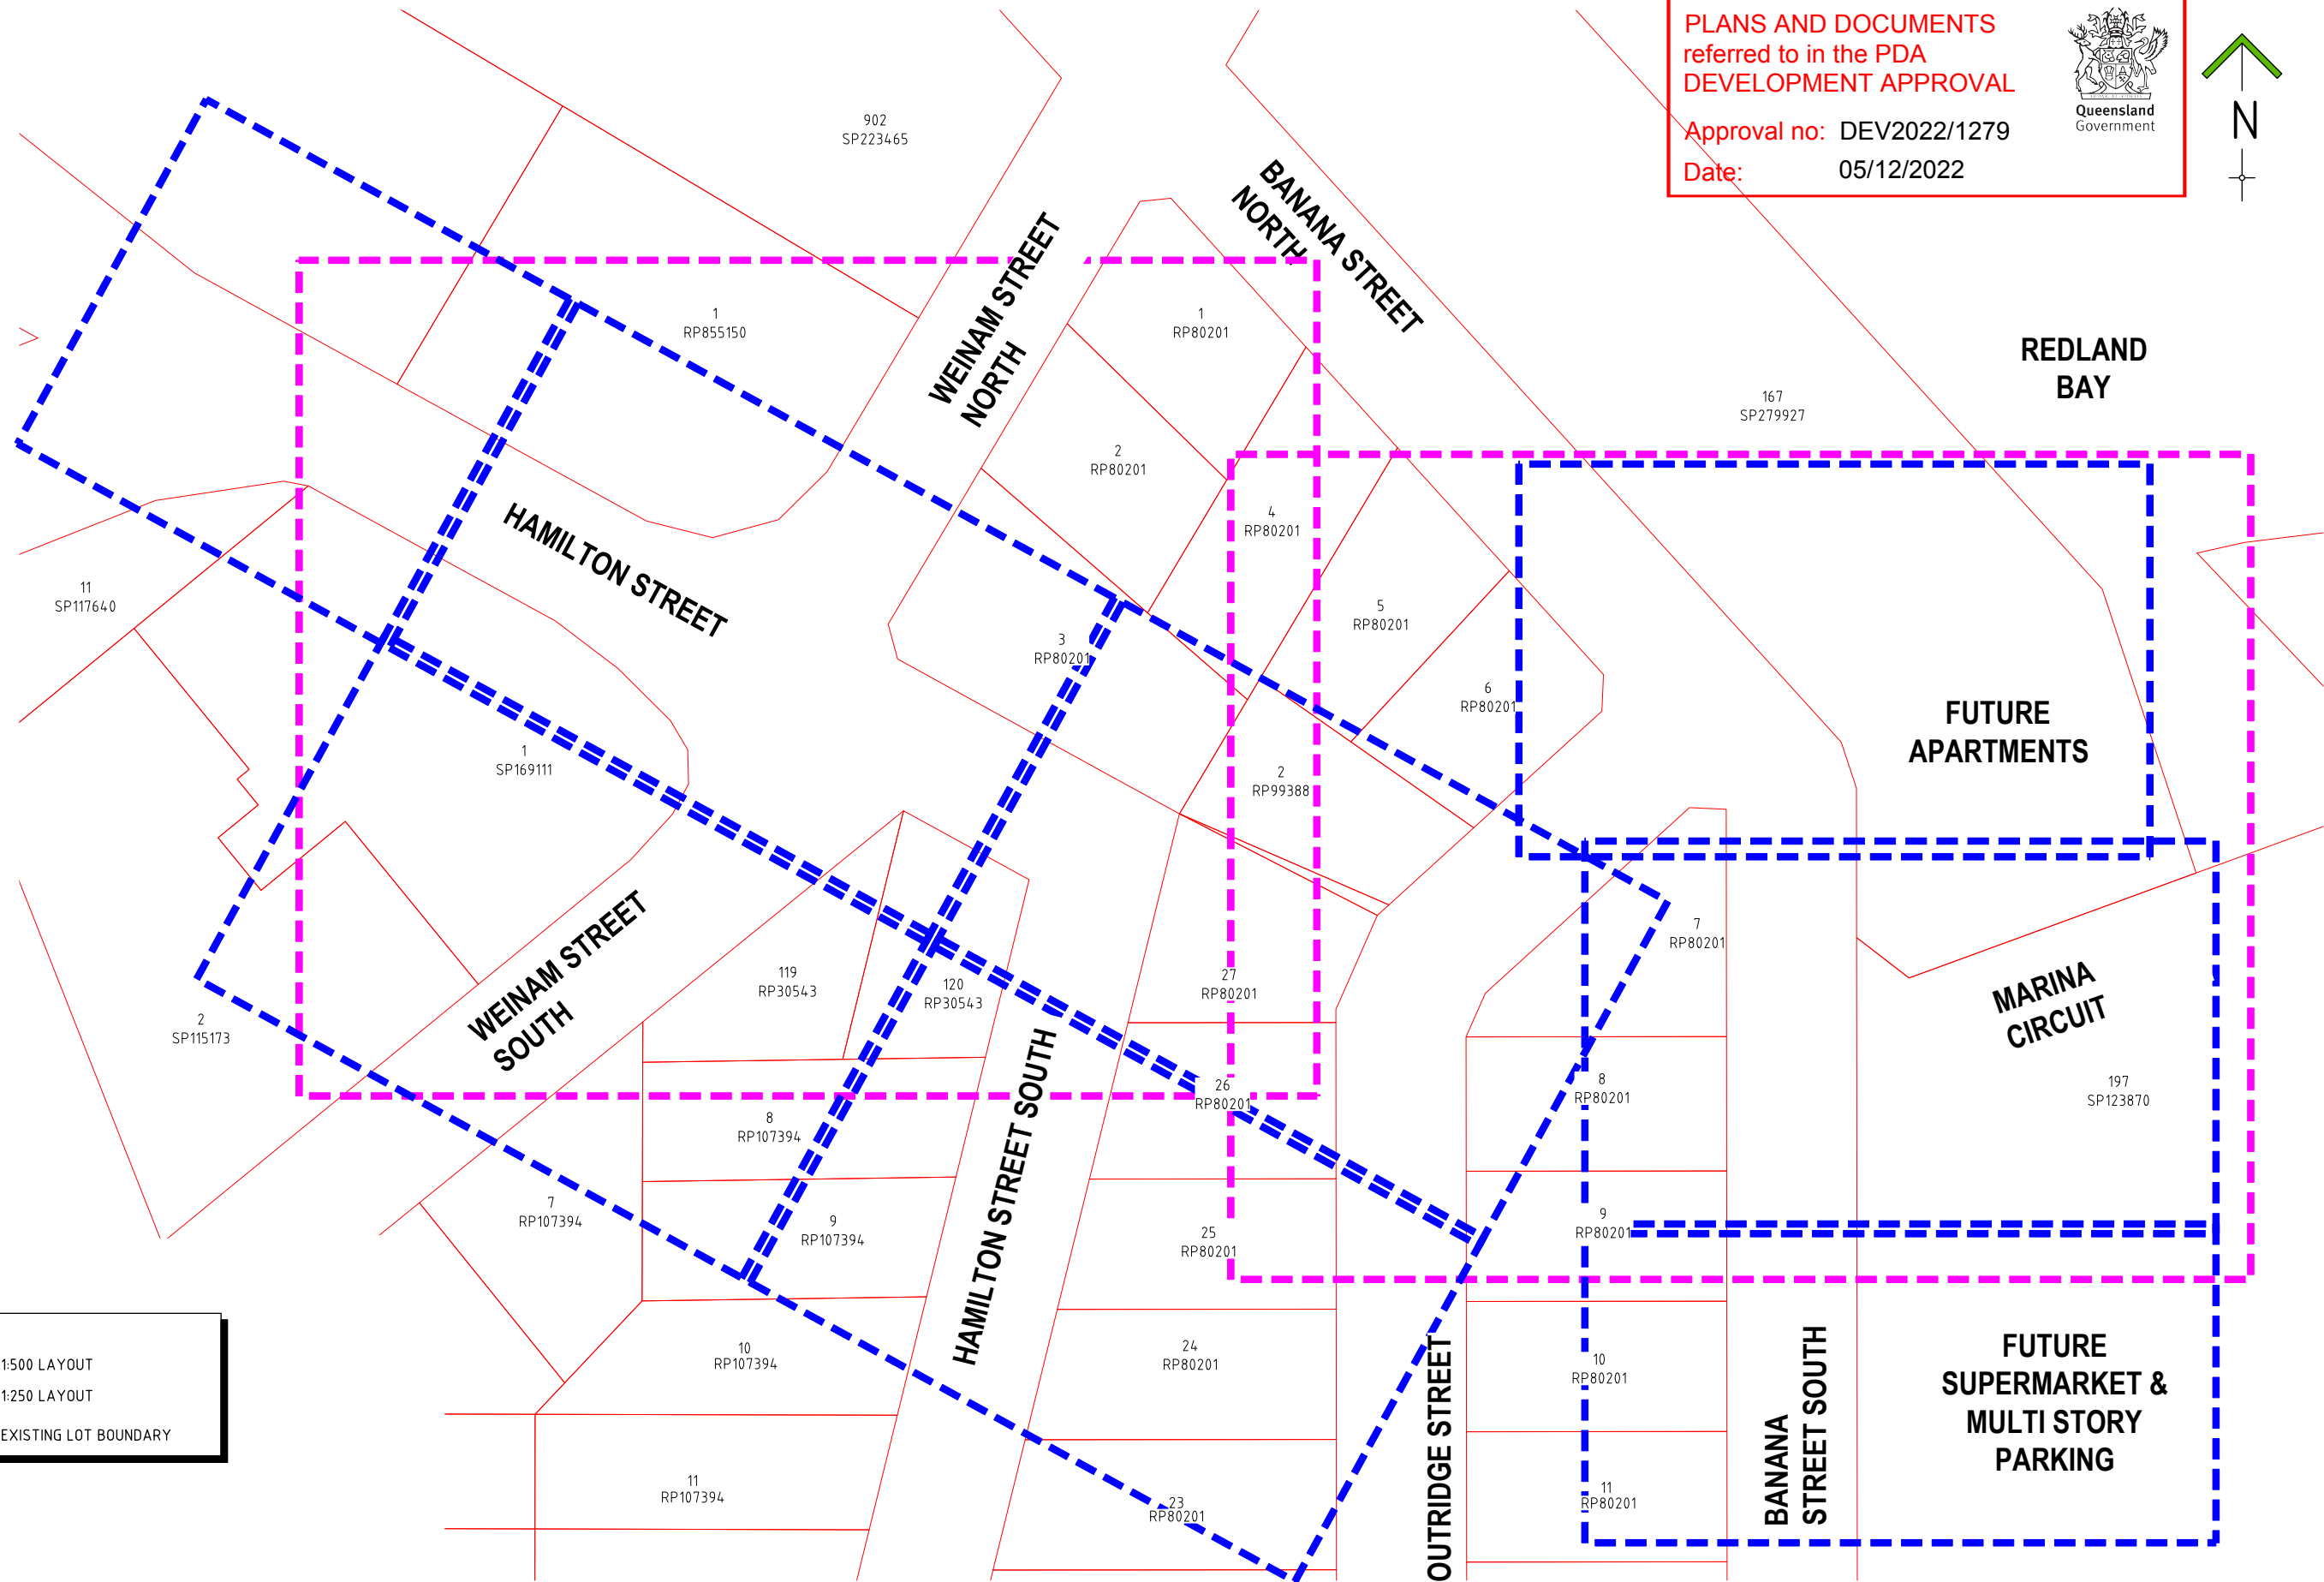 PLANS AND DOCUMENTS
referred to in the PDA
DEVELOPMENT APPROVAL
Approval no: DEV2022/1279
Date: 05/12/2022
Queensland
Government
N
902
SP223465
BANANA STREET
NORTH
WEINAM STREET
NORTH
1
RP855150
1
RP80201
REDLAND
BAY
167
SP279927
2
RP80201
4
RP80201
HAMILTON STREET
11
SP117640
5
RP80201
3
RP80201
6
RP80201
FUTURE
APARTMENTS
1
SP169111
2
RP99388
7
RP80201
WEINAM STREET
SOUTH
119
RP30543
120
RP30543
27
RP80201
MARINA
CIRCUIT
2
SP115173
26
RP80201
8
RP80201
197
SP123870
8
RP107394
HAMILTON STREET SOUTH
7
RP107394
9
RP107394
25
RP80201
9
RP80201
10
RP107394
24
RP80201
OUTRIDGE STREET
10
RP80201
BANANA
STREET SOUTH
FUTURE
SUPERMARKET &
MULTI STORY
PARKING
1:500 LAYOUT
1:250 LAYOUT
EXISTING LOT BOUNDARY
11
RP107394
23
RP80201
11
RP80201